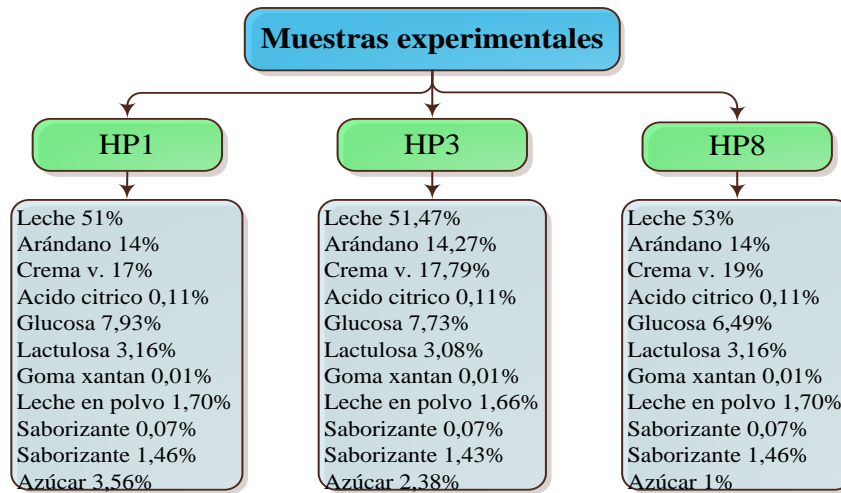 Muestras experimentales
HP1
Leche 51%
Arándano 14%
Crema v. 17%
Acido citrico 0,11%
Glucosa 7,93%
Lactulosa 3,16%
Goma xantan 0,01%
Leche en polvo 1,70%
Saborizante 0,07%
Saborizante 1,46%
Azúcar 3,56%
HP3
Leche 51,47%
Arándano 14,27%
Crema v. 17,79%
Acido citrico 0,11%
Glucosa 7,73%
Lactulosa 3,08%
Goma xantan 0,01%
Leche en polvo 1,66%
Saborizante 0,07%
Saborizante 1,43%
Azúcar 2,38%
HP8
Leche 53%
Arándano 14%
Crema v. 19%
Acido citrico 0,11%
Glucosa 6,49%
Lactulosa 3,16%
Goma xantan 0,01%
Leche en polvo 1,70%
Saborizante 0,07%
Saborizante 1,46%
Azúcar 1%